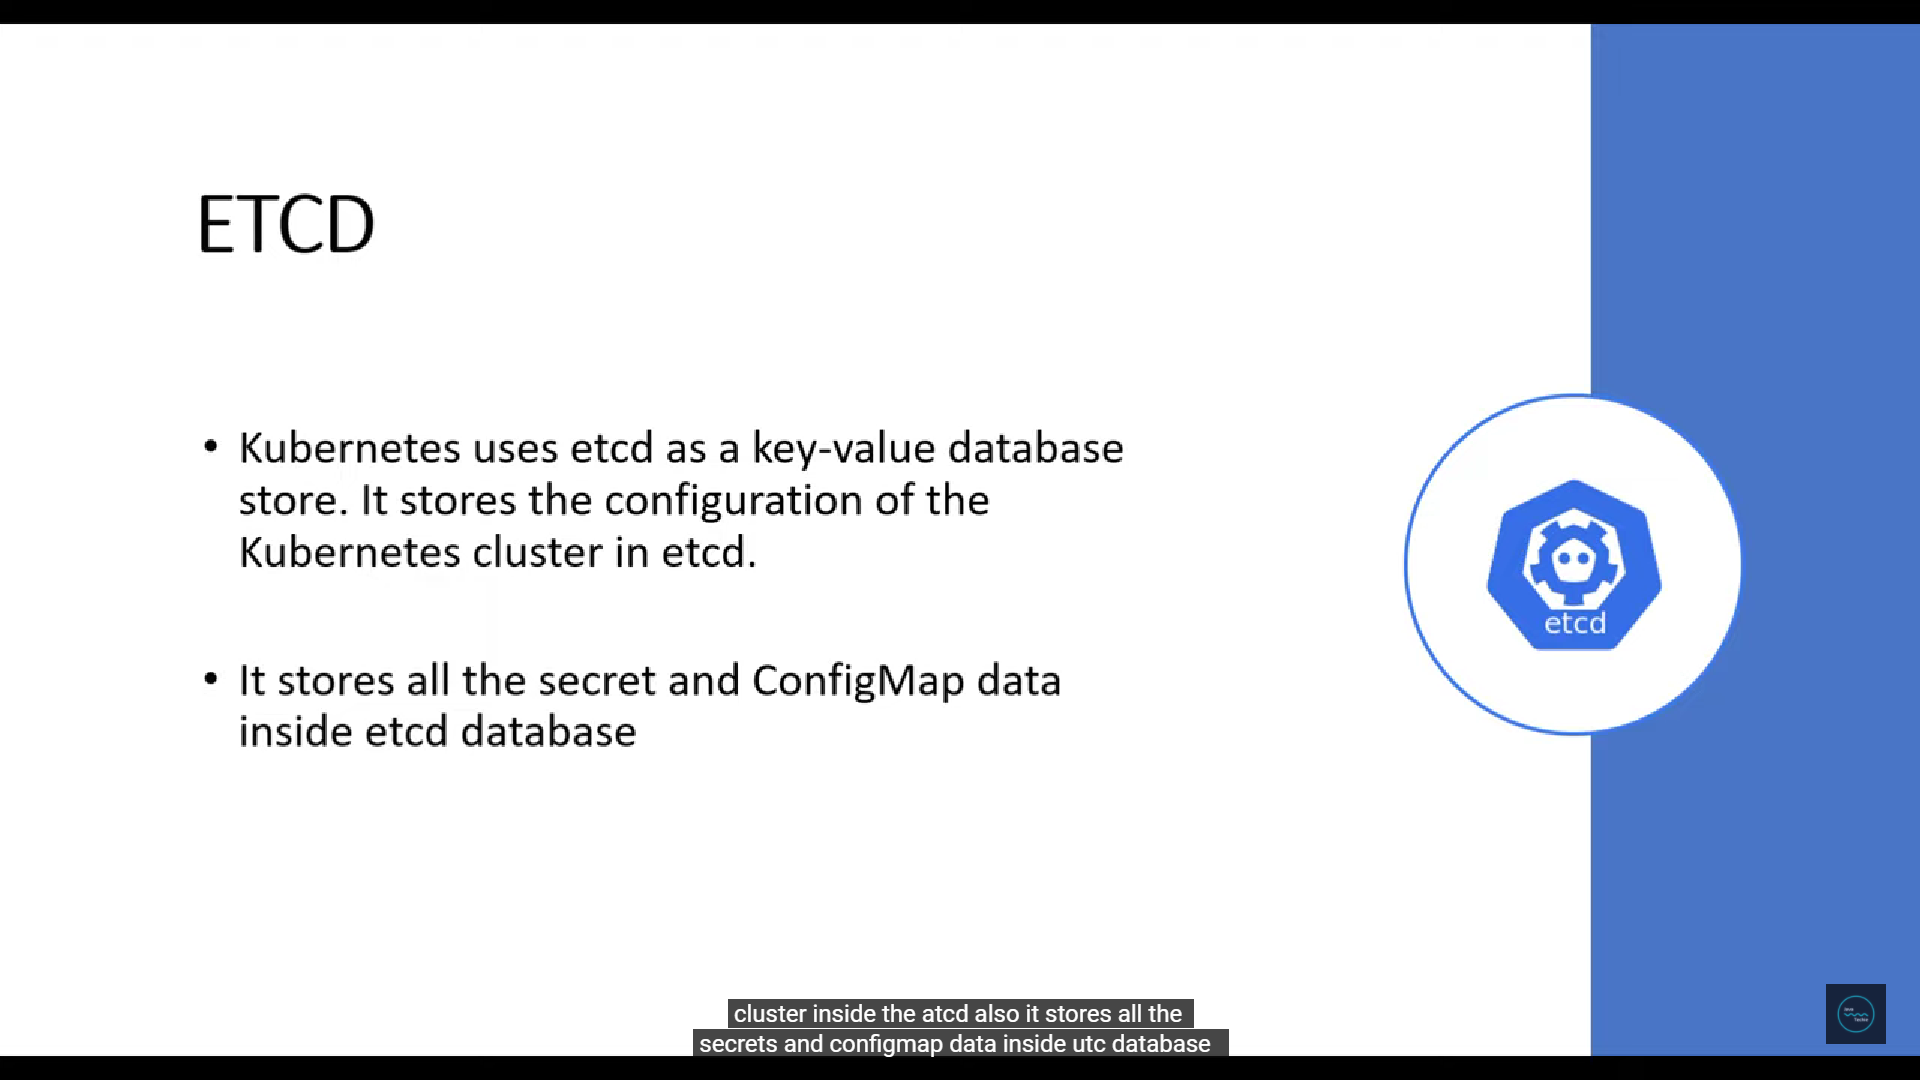 ETCD
• Kubernetes uses etcd as a key-value database
store. It stores the configuration of the
Kubernetes cluster in etcd.
• It stores all the secret and ConfigMap data
inside etcd database
etcd
cluster inside the atcd also it stores all the
secrets and configmap data inside utc database